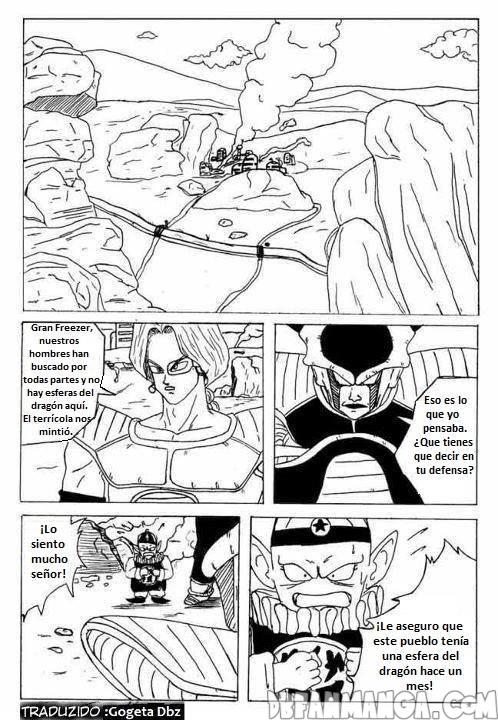 Gran Freezer,
nuestros
hombres han
buscado por
todas partes y no
hay esferas del
dragón aquí.
El terrícola nos
mintió.
Eso es lo
que yo
pensaba.
¿Que tienes
que decir en
tu defensa?
¡Lo
siento
mucho
señor!
¡Le aseguro que
este pueblo tenía
una esfera del
dragón hace un
mes!
TRADUZIDO :Gogeta Dbz
DBFANMANGA.COM